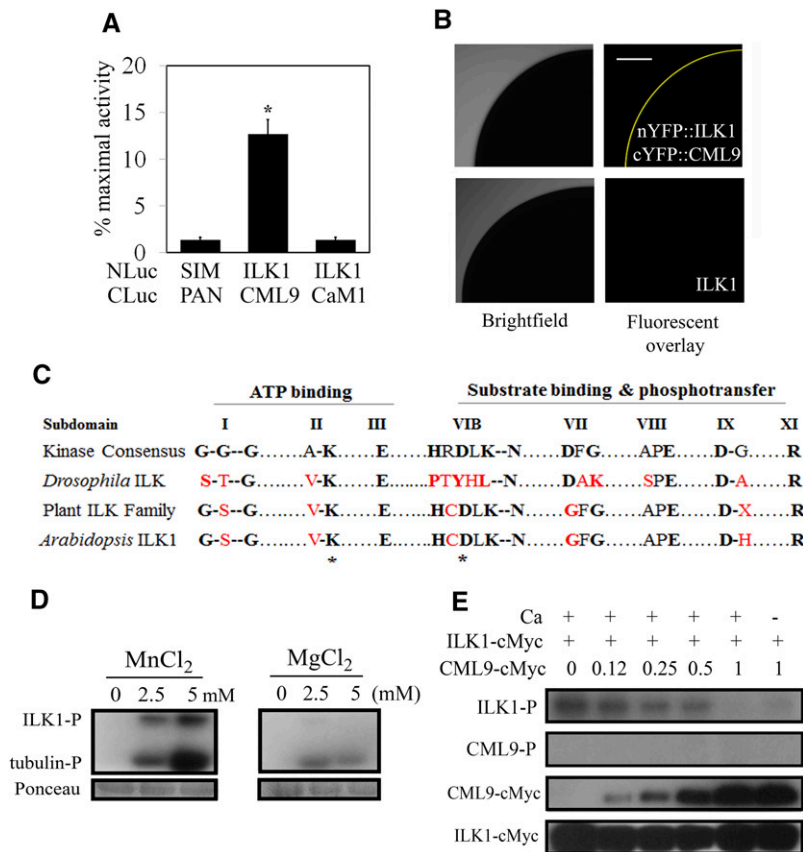 A
% maximal activity
20
15
10
5
0
*
NLuc SIM ILK1 ILK1
CLuc PAN CML9 CaM1
B
nYFP::ILK1
cYFP::CML9
ILK1
Brightfield
Fluorescent
overlay
C
ATP binding Substrate binding & phosphotransfer
Subdomain I II III VIB VII VIII IX XI
Kinase Consensus G-G--G.......A-K.......E.......HRDLK--N.......DFG.......APE.......D-G.......R
Drosophila ILK S-T--G.......V-K.......E........PTYHL--N.......DAK.......SPE.......D-A.......R
Plant ILK Family G-S--G.......V-K.......E.......HCDLK--N.......GFG.......APE.......D-X.......R
Arabidopsis ILK1 G-S--G.......V-K.......E.......HCDLK--N.......GFG.......APE.......D-H.......R
* *
D
MnCl2 MgCl2
0 2.5 5 mM 0 2.5 5 (mM)
ILK1-P
tubulin-P
Ponceau
E
Ca + + + + + -
ILK1-cMyc + + + + + +
CML9-cMyc 0 0.12 0.25 0.5 1 1
ILK1-P
CML9-P
CML9-cMyc
ILK1-cMyc